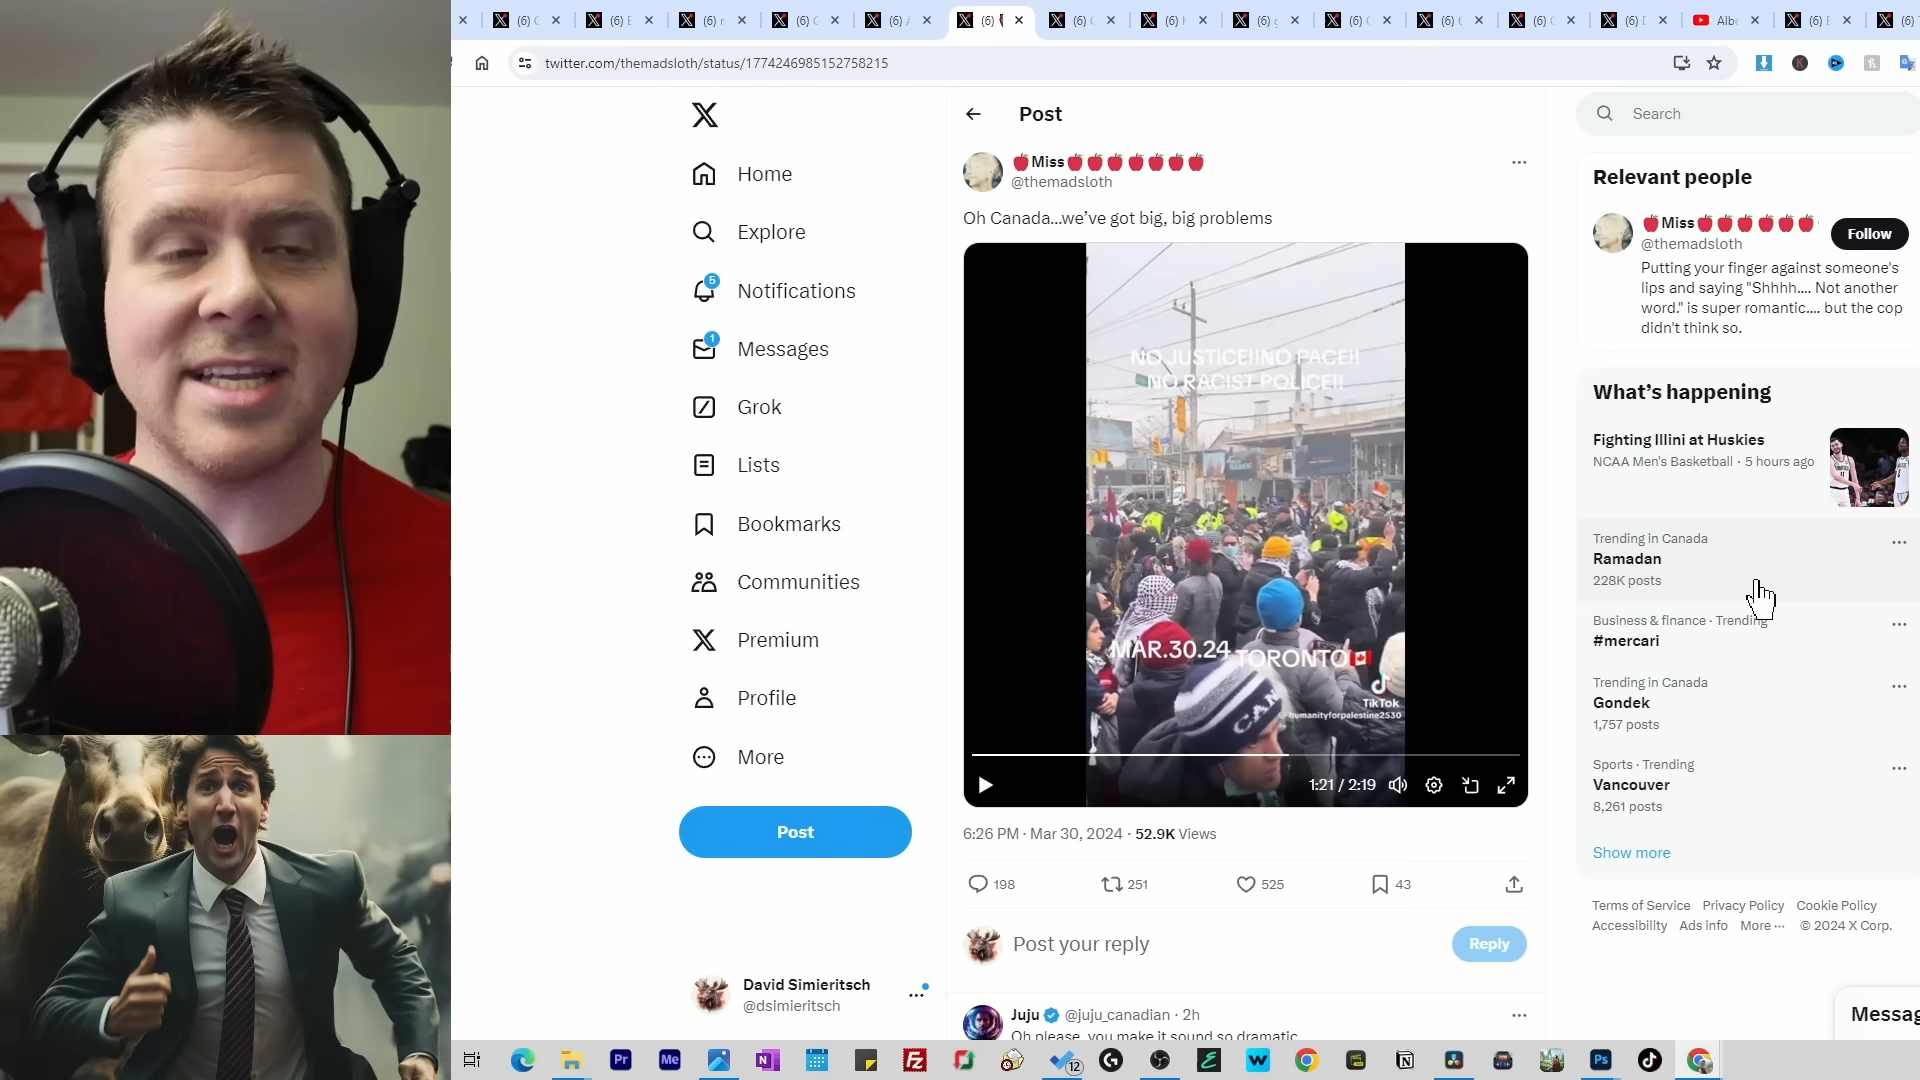 twitter.com/themadsloth/status/1774246985152758215
Post
Search
Home
Explore
5
Notifications
1
Messages
Grok
Lists
Bookmarks
Communities
Premium
Profile
More
Post
David Simieritsch
@dsimieritsch
Miss
@themadsloth
Oh Canada...we've got big, big problems
NO JUSTICE!!NO PACE!!
NO RACIST POLICE!!
MAR.30.24 TORONTO
TikTok
@humanityforpalestine2530
1:21 / 2:19
6:26 PM · Mar 30, 2024 · 52.9K Views
198 251 525 43
Post your reply
Reply
Juju @juju_canadian · 2h
Oh please, you make it sound so dramatic
Relevant people
Miss
@themadsloth
Follow
Putting your finger against someone's
lips and saying "Shhhh.... Not another
word." is super romantic.... but the cop
didn't think so.
What's happening
Fighting Illini at Huskies
NCAA Men's Basketball · 5 hours ago
Trending in Canada
Ramadan
228K posts
Business & finance · Trending
#mercari
Trending in Canada
Gondek
1,757 posts
Sports · Trending
Vancouver
8,261 posts
Show more
Terms of Service Privacy Policy Cookie Policy
Accessibility Ads info More ··· © 2024 X Corp.
Messag
12